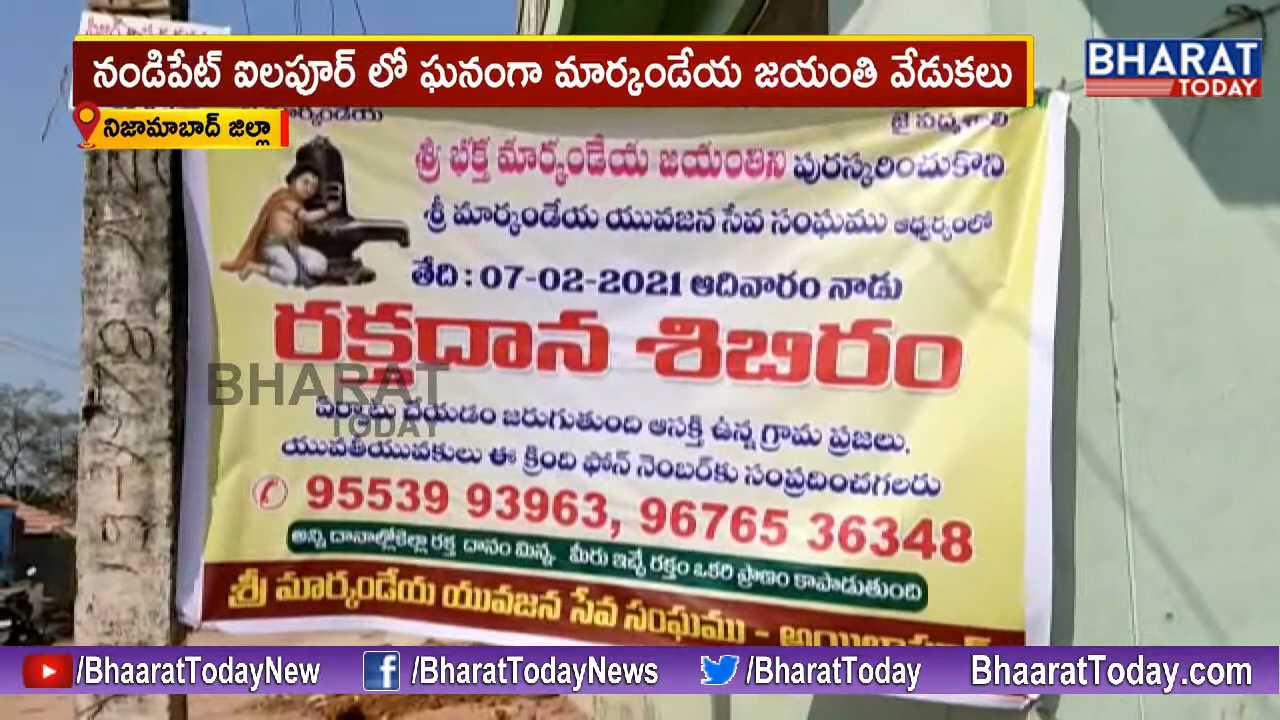 నందిపేట్ ఐలపూర్ లో ఘనంగా మార్కండేయ జయంతి వేడుకలు
BHARAT
TODAY
నిజామాబాద్ జిల్లా
జై పద్మశాలి
శ్రీ భక్త మార్కండేయ జయంతిని పురస్కరించుకొని
శ్రీ మార్కండేయ యువజన సేవ సంఘము ఆధ్వర్యంలో
తేది : 07-02-2021 ఆదివారం నాడు
రక్తదాన శిబిరం
BHARAT
TODAY
ఏర్పాటు చేయడం జరుగుతుంది ఆసక్తి ఉన్న గ్రామ ప్రజలు,
యువతీయువకులు ఈ క్రింది ఫోన్ నెంబర్‌కు సంప్రదించగలరు
95539 93963, 96765 36348
అన్ని దానాల్లోకెల్లా రక్త దానం మిన్న. మీరు ఇచ్చే రక్తం ఒకరి ప్రాణం కాపాడుతుంది
శ్రీ మార్కండేయ యువజన సేవ సంఘము -
/BhaaratTodayNew
/BharatTodayNews
/BharatToday
BhaaratToday.com